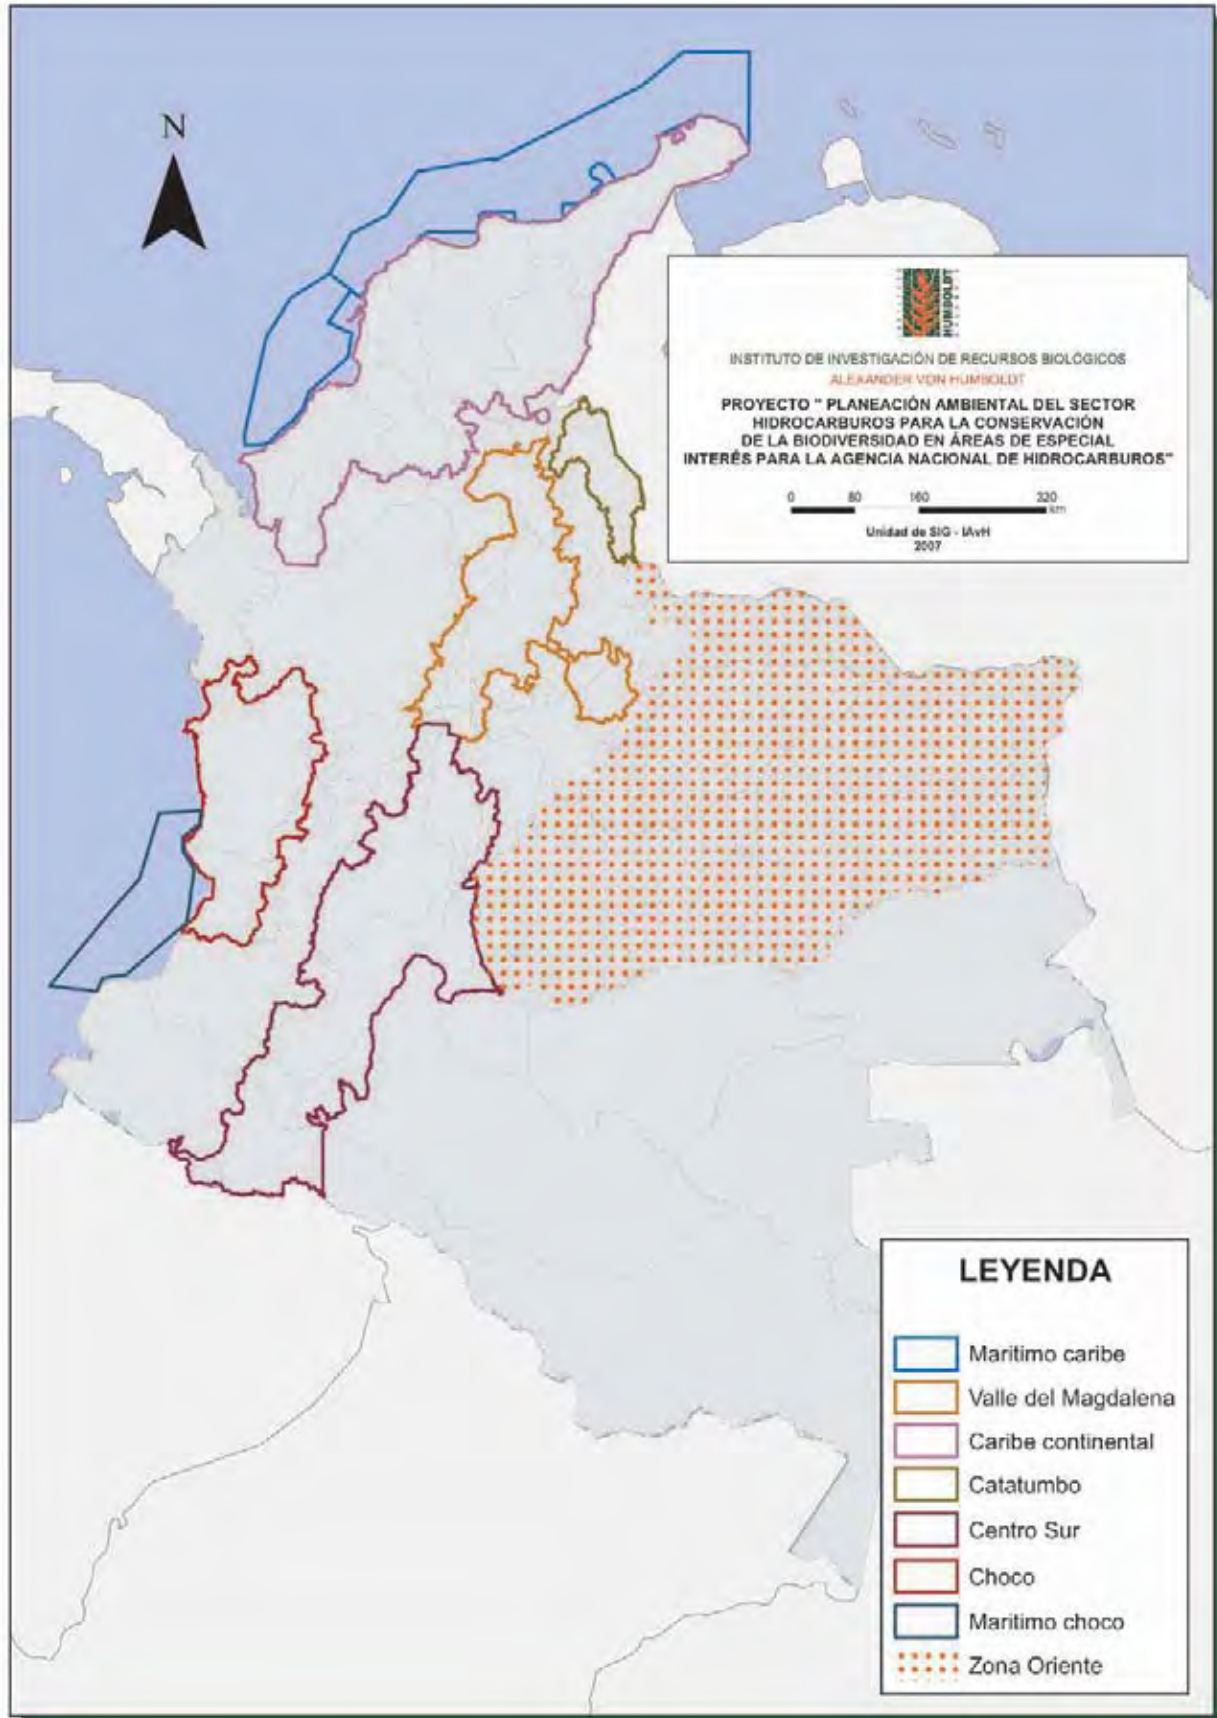 N
HUMBOLDT
INSTITUTO DE INVESTIGACIÓN DE RECURSOS BIOLÓGICOS
ALEXANDER VON HUMBOLDT
PROYECTO " PLANEACIÓN AMBIENTAL DEL SECTOR
HIDROCARBUROS PARA LA CONSERVACIÓN
DE LA BIODIVERSIDAD EN ÁREAS DE ESPECIAL
INTERÉS PARA LA AGENCIA NACIONAL DE HIDROCARBUROS"
0 80 160 320
km
Unidad de SIG - IAvH
2007
LEYENDA
Maritimo caribe
Valle del Magdalena
Caribe continental
Catatumbo
Centro Sur
Choco
Maritimo choco
Zona Oriente